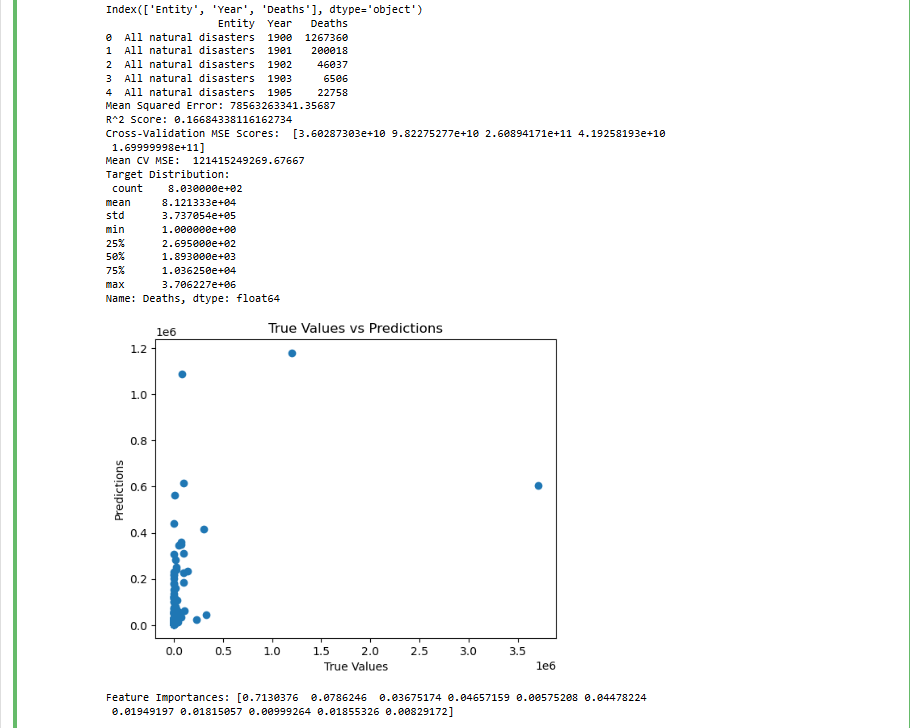 Index(['Entity', 'Year', 'Deaths'], dtype='object')
Entity Year Deaths
0 All natural disasters 1900 1267360
1 All natural disasters 1901 200018
2 All natural disasters 1902 46037
3 All natural disasters 1903 6506
4 All natural disasters 1905 22758
Mean Squared Error: 78563263341.35687
R^2 Score: 0.16684338116162734
Cross-Validation MSE Scores: [3.60287303e+10 9.82275277e+10 2.60894171e+11 4.19258193e+10
1.69999998e+11]
Mean CV MSE: 121415249269.67667
Target Distribution:
count 8.030000e+02
mean 8.121333e+04
std 3.737054e+05
min 1.000000e+00
25% 2.695000e+02
50% 1.893000e+03
75% 1.036250e+04
max 3.706227e+06
Name: Deaths, dtype: float64
True Values vs Predictions
1e6
1.2
1.0
0.8
0.6
0.4
0.2
0.0
Predictions
0.0 0.5 1.0 1.5 2.0 2.5 3.0 3.5
True Values
1e6
Feature Importances: [0.7130376 0.0786246 0.03675174 0.04657159 0.00575208 0.04478224
0.01949197 0.01815057 0.00999264 0.01855326 0.00829172]